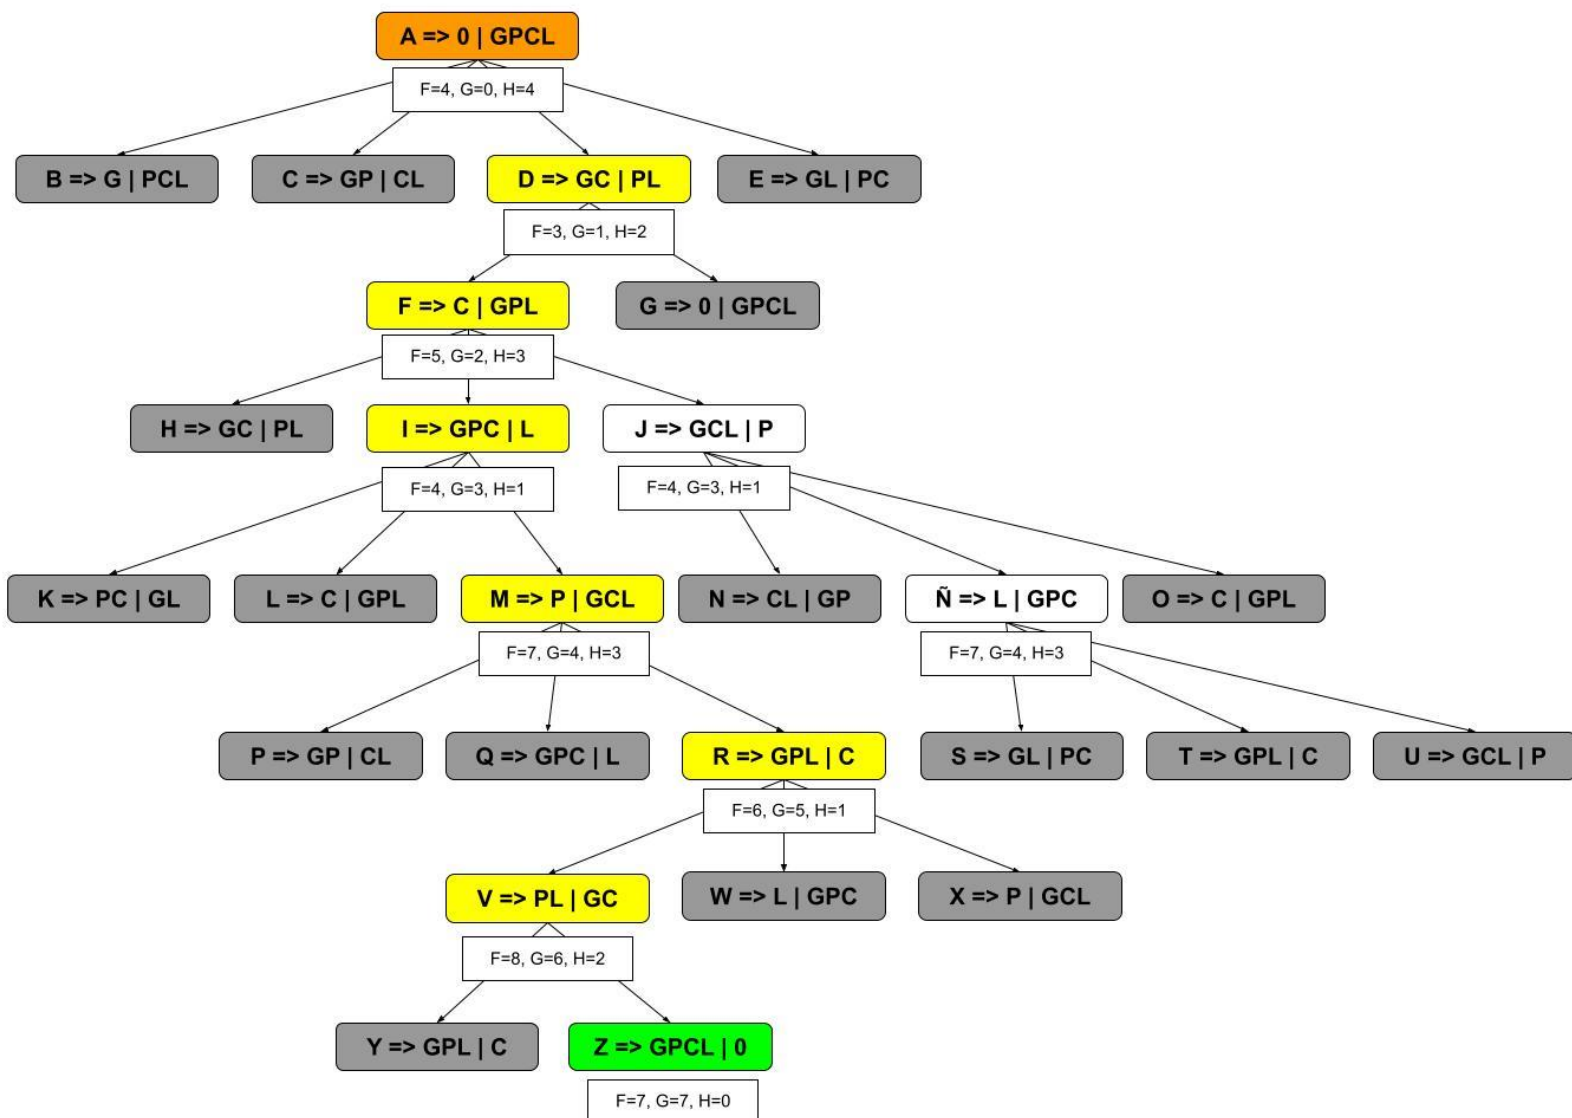 A => 0 | GPCL
F=4, G=0, H=4
B => G | PCL
C => GP | CL
D => GC | PL
E => GL | PC
F=3, G=1, H=2
F => C | GPL
G => 0 | GPCL
F=5, G=2, H=3
H => GC | PL
I => GPC | L
J => GCL | P
F=4, G=3, H=1
F=4, G=3, H=1
K => PC | GL
L => C | GPL
M => P | GCL
N => CL | GP
Ñ => L | GPC
O => C | GPL
F=7, G=4, H=3
F=7, G=4, H=3
P => GP | CL
Q => GPC | L
R => GPL | C
S => GL | PC
T => GPL | C
U => GCL | P
F=6, G=5, H=1
V => PL | GC
W => L | GPC
X => P | GCL
F=8, G=6, H=2
Y => GPL | C
Z => GPCL | 0
F=7, G=7, H=0